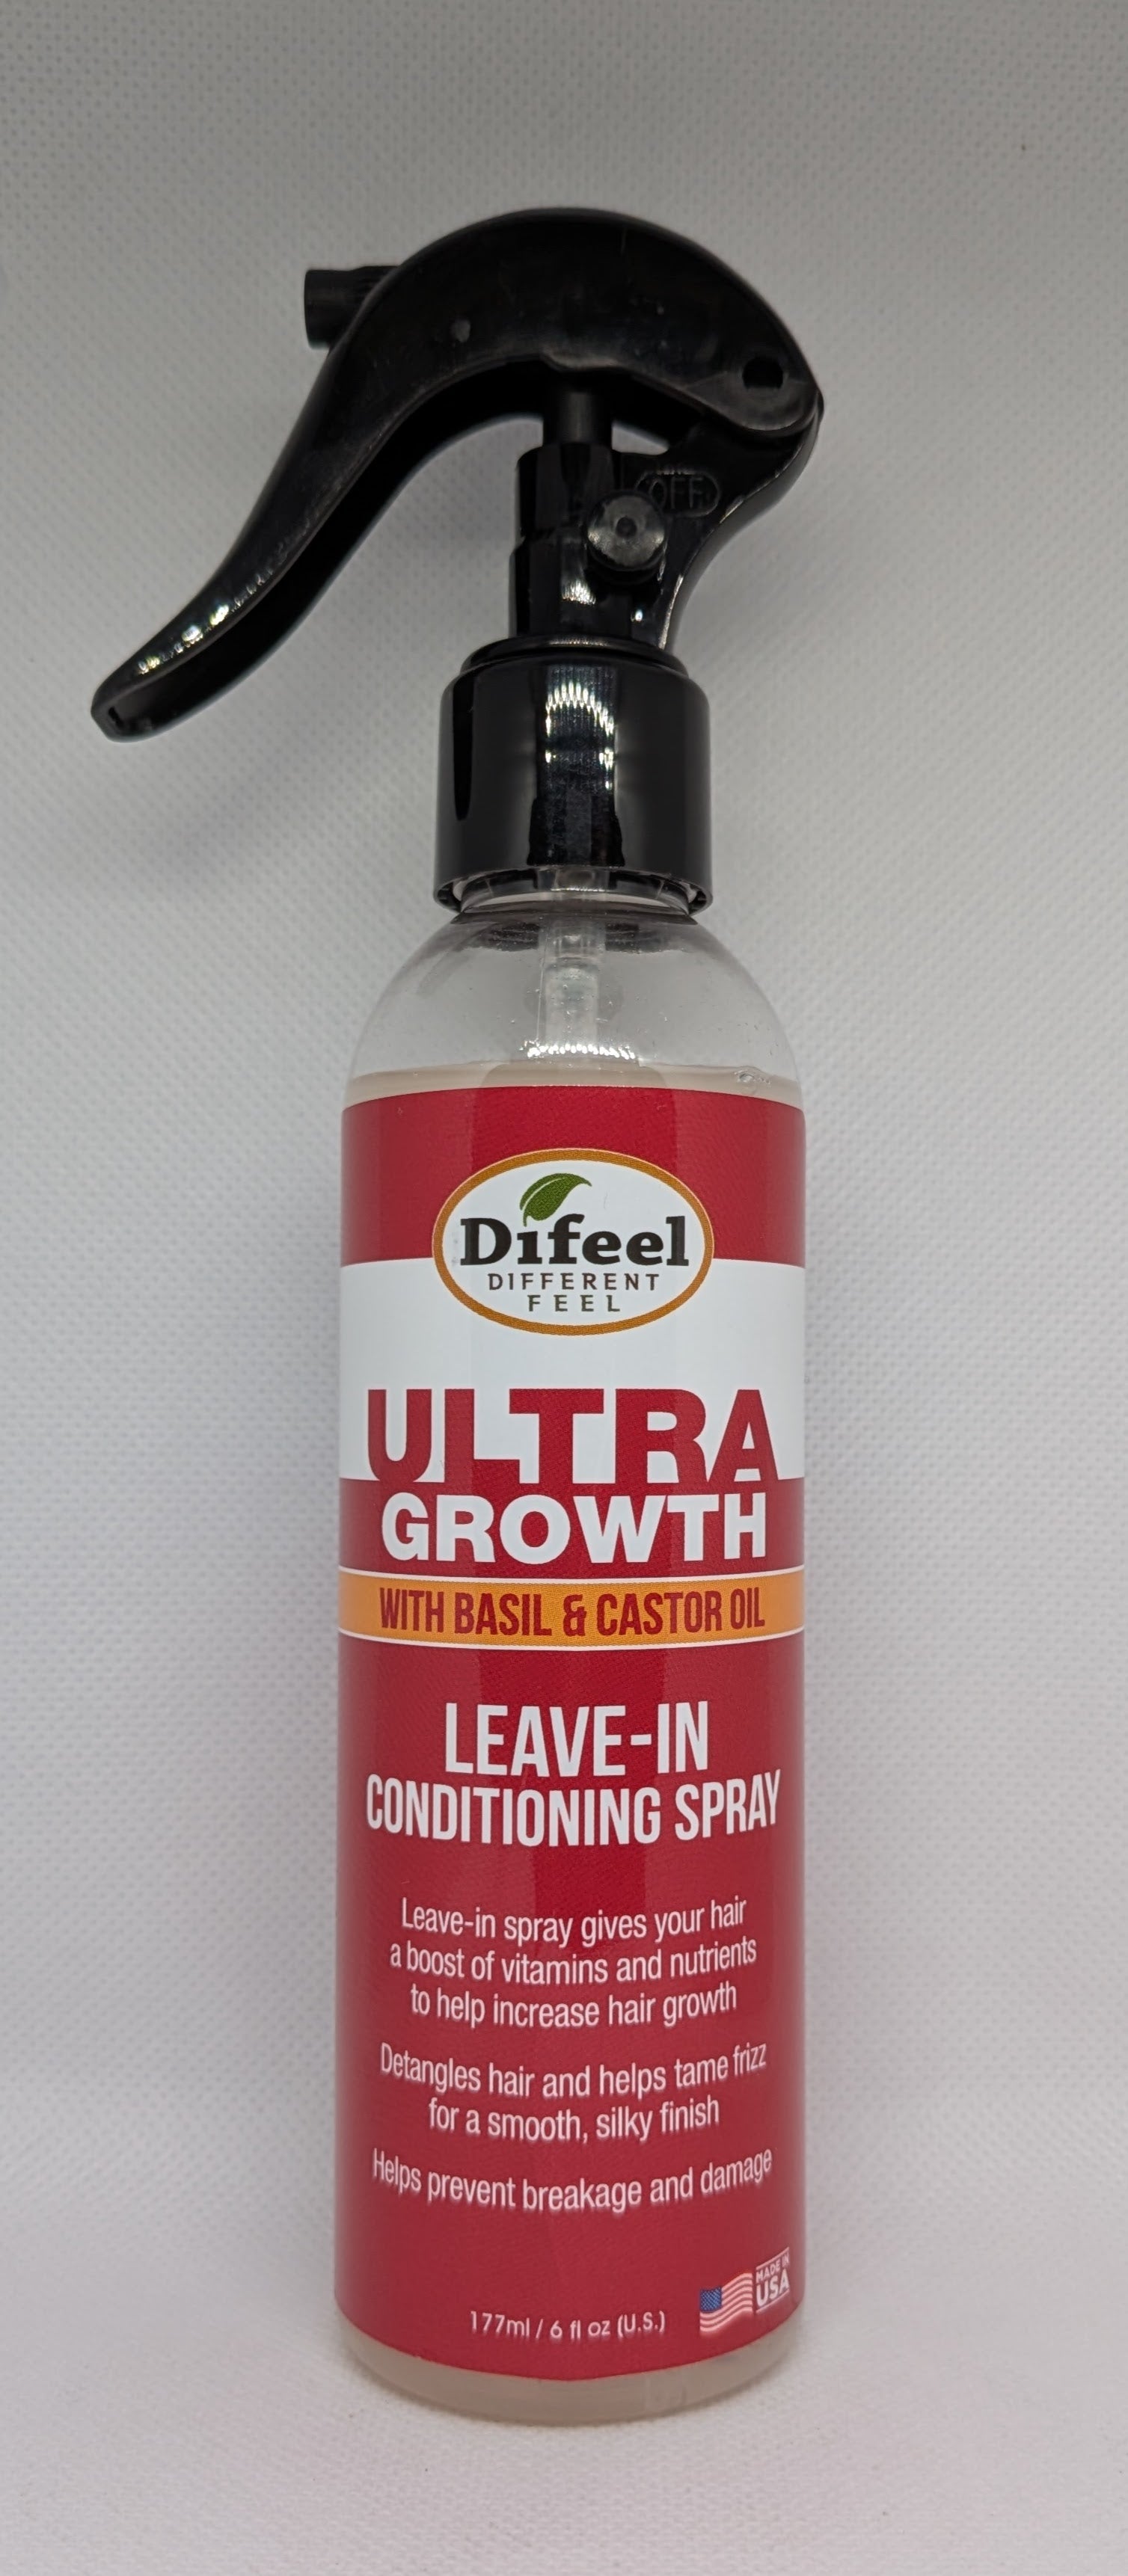 OFF
Difeel
DIFFERENT
FEEL
ULTRA
GROWTH
WITH BASIL & CASTOR OIL
LEAVE-IN
CONDITIONING SPRAY
Leave-in spray gives your hair
a boost of vitamins and nutrients
to help increase hair growth
Detangles hair and helps tame frizz
for a smooth, silky finish
Helps prevent breakage and damage
MADE IN
USA
177ml / 6 fl oz (U.S.)